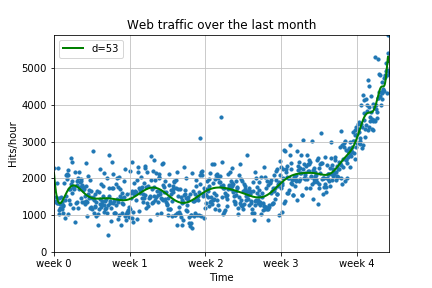 Web traffic over the last month
d=53
Hits/hour
5000
4000
3000
2000
1000
0
week 0 week 1 week 2 week 3 week 4
Time